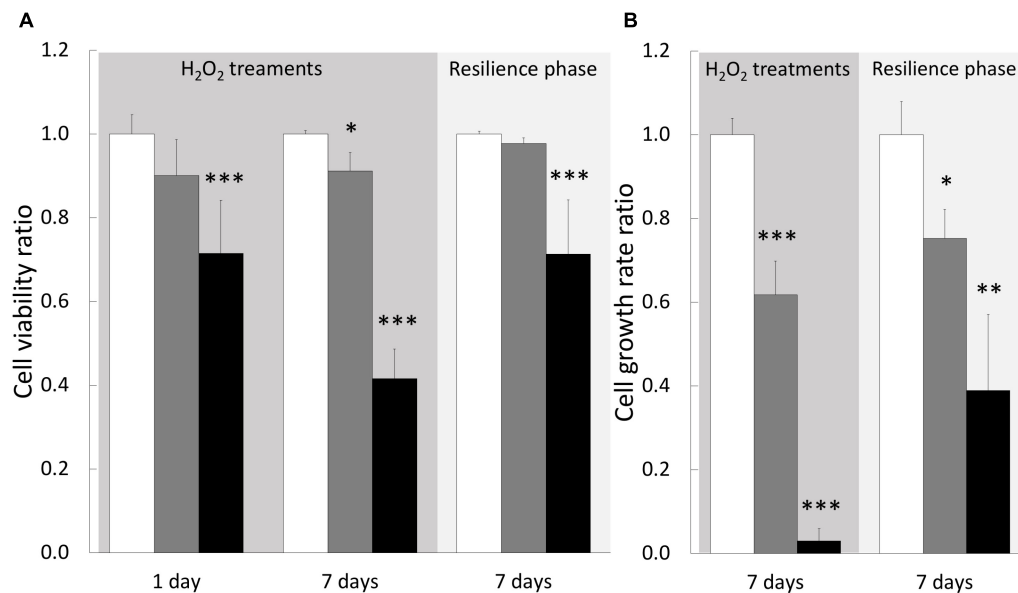 A
Cell viability ratio
1.2
1.0
0.8
0.6
0.4
0.2
0.0
H₂O₂ treaments
Resilience phase
***
*
***
***
1 day
7 days
7 days
B
Cell growth rate ratio
1.2
1.0
0.8
0.6
0.4
0.2
0.0
H₂O₂ treatments
Resilience phase
***
***
*
**
7 days
7 days